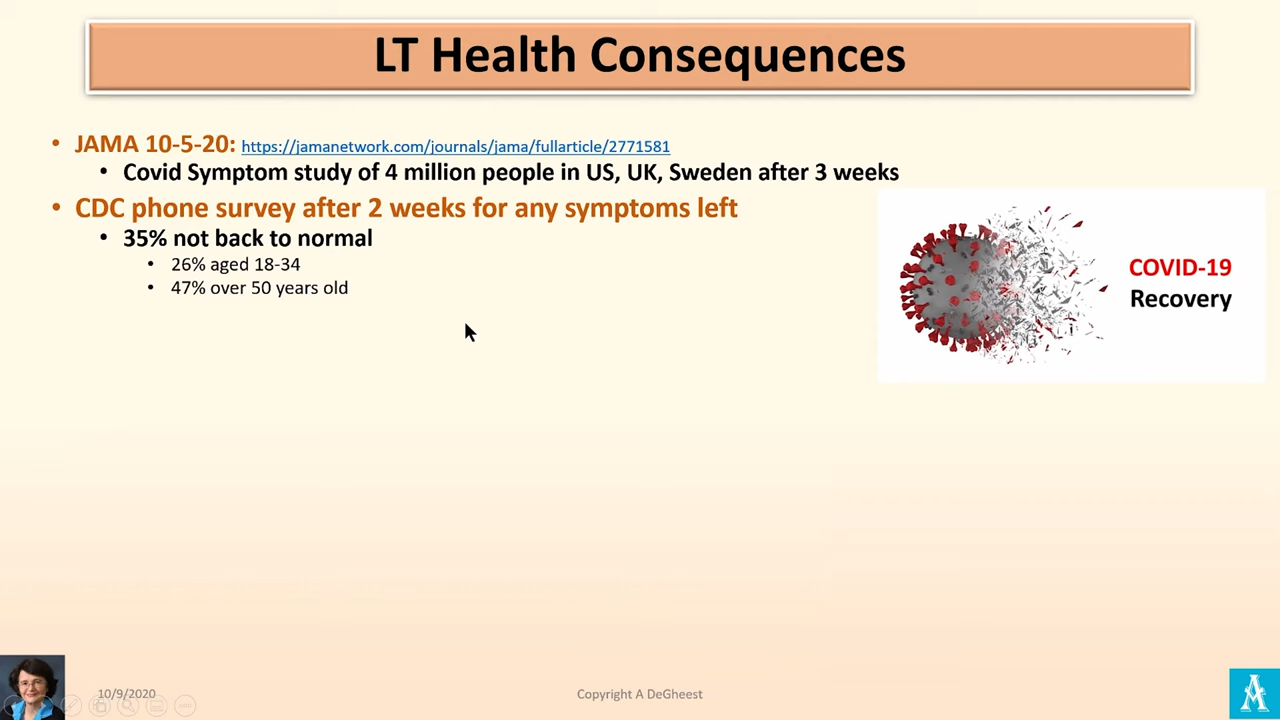 LT Health Consequences
• JAMA 10-5-20: https://jamanetwork.com/journals/jama/fullarticle/2771581
• Covid Symptom study of 4 million people in US, UK, Sweden after 3 weeks
• CDC phone survey after 2 weeks for any symptoms left
• 35% not back to normal
• 26% aged 18-34
• 47% over 50 years old
COVID-19
Recovery
10/9/2020
Copyright A DeGheest
A